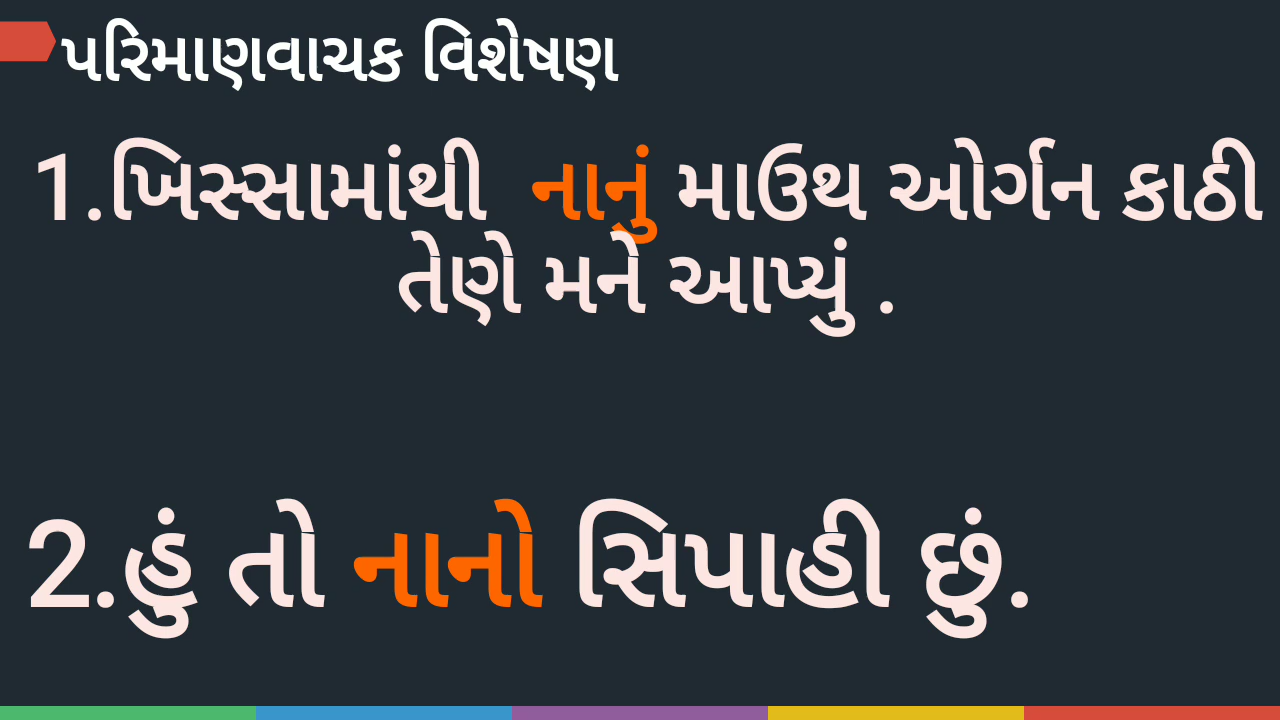 પરિમાણવાચક વિશેષણ
1.ખિસ્સામાંથી નાનું માઉથ ઓર્ગન કાઠી
તેણે મને આપ્યું .
2.હું તો નાનો સિપાહી છું.